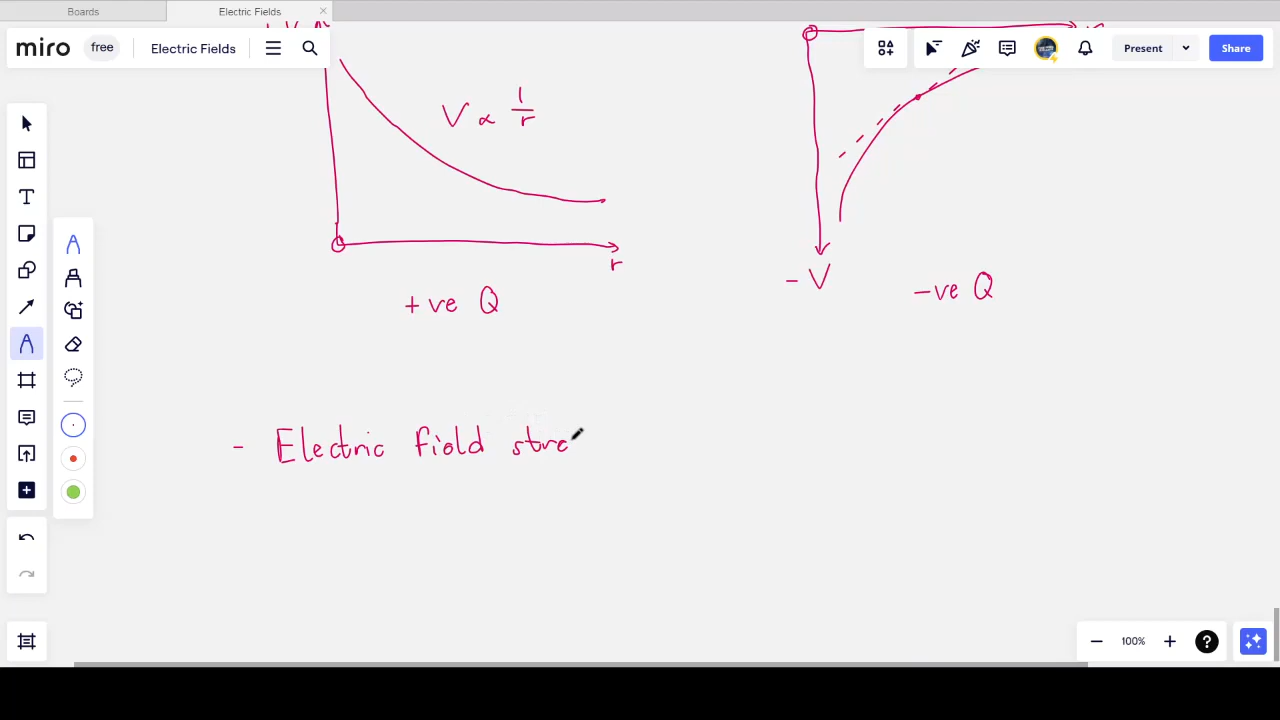 Boards
Electric Fields
miro
free
Electric Fields
Present
Share
V ∝ 1/r
r
+ve Q
- V
-ve Q
- Electric field stre
100%